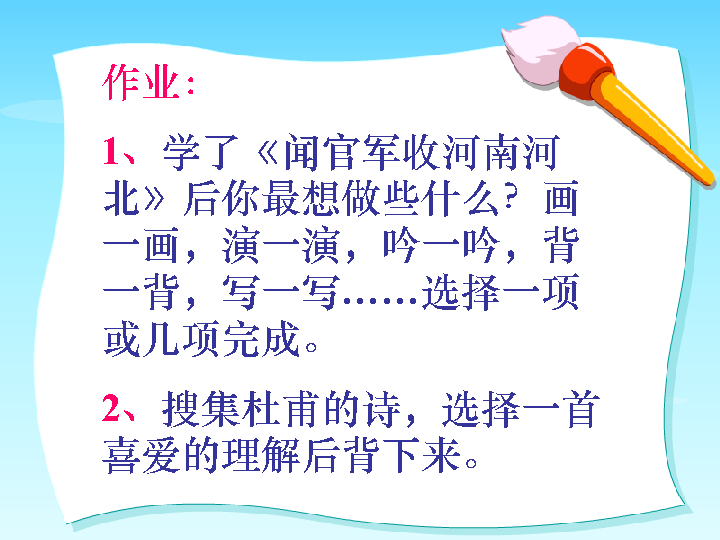 作业：
1、学了《闻官军收河南河
北》后你最想做些什么？画
一画，演一演，吟一吟，背
一背，写一写……选择一项
或几项完成。
2、搜集杜甫的诗，选择一首
喜爱的理解后背下来。